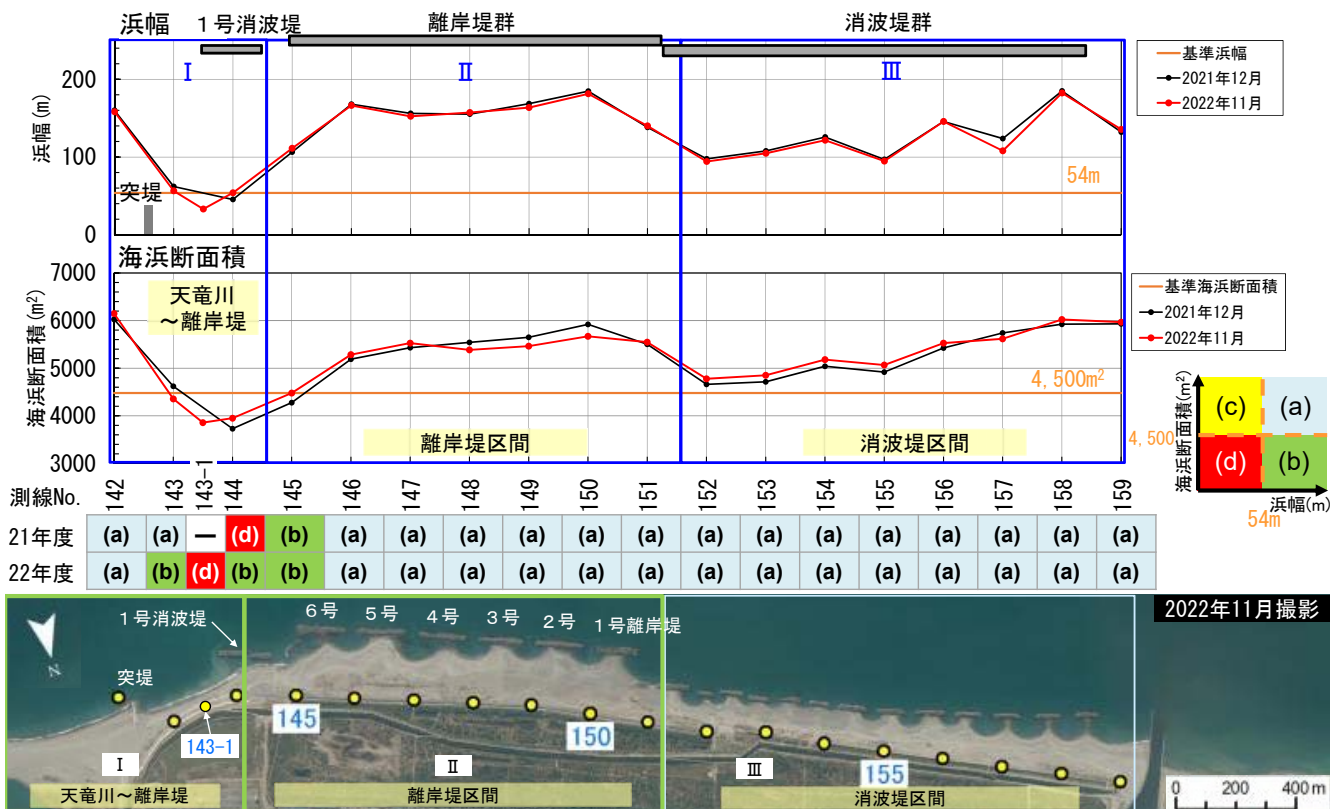 浜幅 1号消波堤 離岸堤群 消波堤群
Ⅰ Ⅱ Ⅲ
浜幅(m)
200
100
0
突堤
54m
基準浜幅
2021年12月
2022年11月
海浜断面積
海浜断面積(m²)
7000
6000
5000
4000
3000
天竜川
～離岸堤
4,500m²
離岸堤区間 消波堤区間
基準海浜断面積
2021年12月
2022年11月
海浜断面積(m²)
(c) (a)
4,500
(d) (b)
浜幅(m)
54m
測線No. 142 143 143-1 144 145 146 147 148 149 150 151 152 153 154 155 156 157 158 159
21年度 (a) (a) ー (d) (b) (a) (a) (a) (a) (a) (a) (a) (a) (a) (a) (a) (a) (a) (a)
22年度 (a) (b) (d) (b) (b) (a) (a) (a) (a) (a) (a) (a) (a) (a) (a) (a) (a) (a) (a)
1号消波堤 6号 5号 4号 3号 2号 1号離岸堤
2022年11月撮影
N
突堤
143-1
145
150
155
Ⅰ Ⅱ Ⅲ
天竜川～離岸堤 離岸堤区間 消波堤区間
0 200 400m